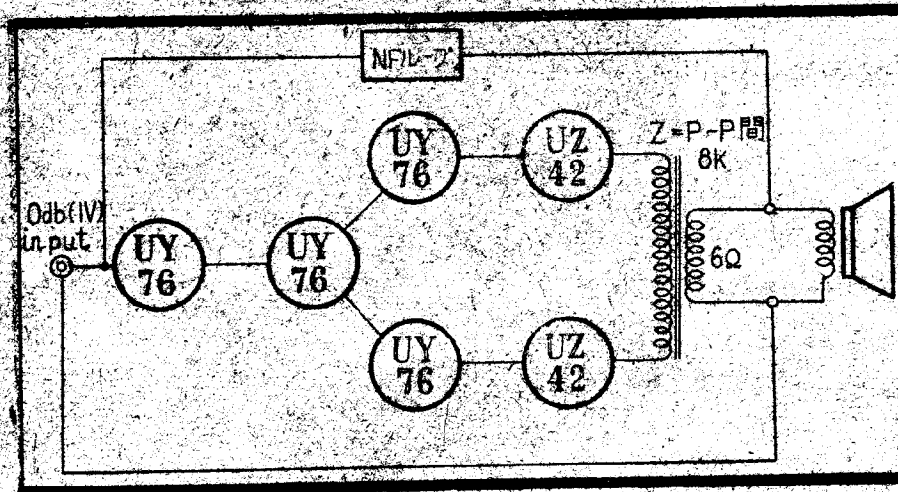 NFループ
UY
76
UZ
42
Z=P~P間
8K
0db(1V)
input
UY
76
UY
76
6Ω
UY
76
UZ
42